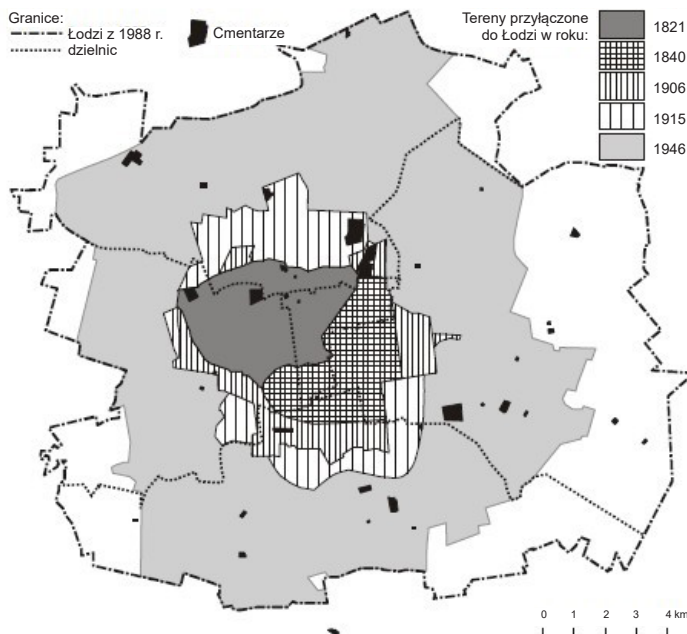 Granice:
Łodzi z 1988 r.
dzielnic
Cmentarze
Tereny przyłączone
do Łodzi w roku:
1821
1840
1906
1915
1946
0 1 2 3 4 km